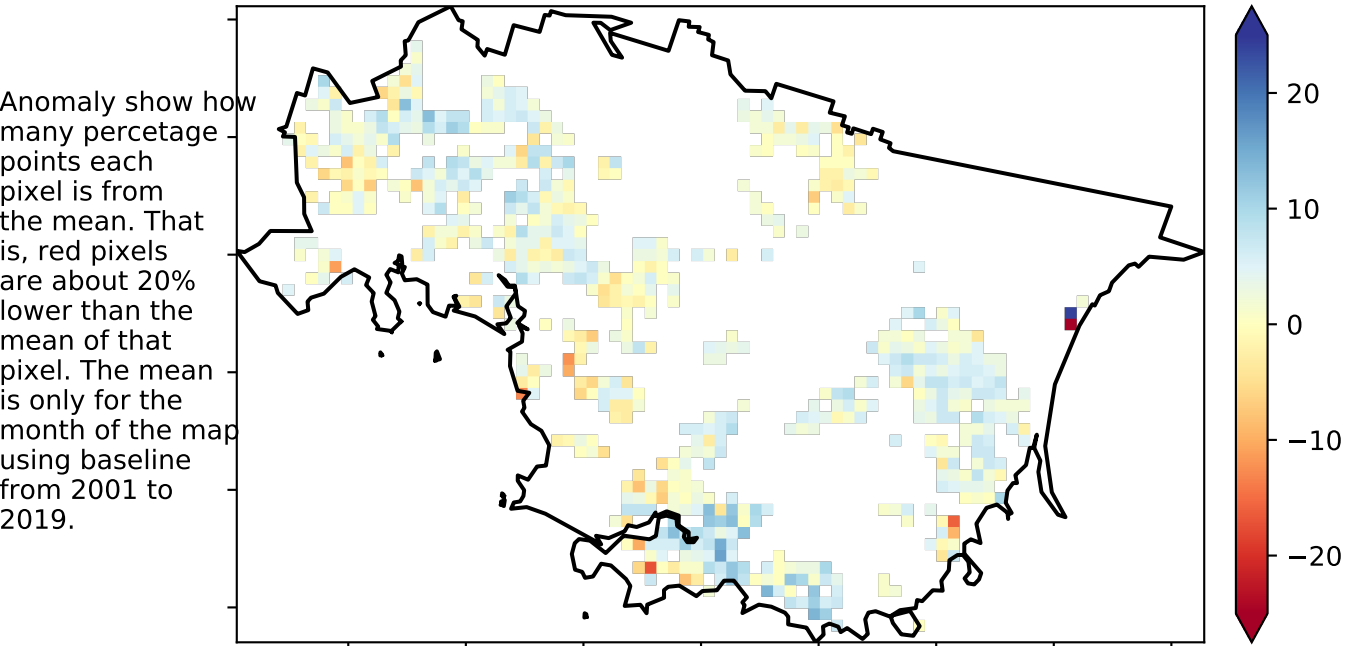 Anomaly show how
many percetage
points each
pixel is from
the mean. That
is, red pixels
are about 20%
lower than the
mean of that
pixel. The mean
is only for the
month of the map
using baseline
from 2001 to
2019.
20
10
0
−10
−20